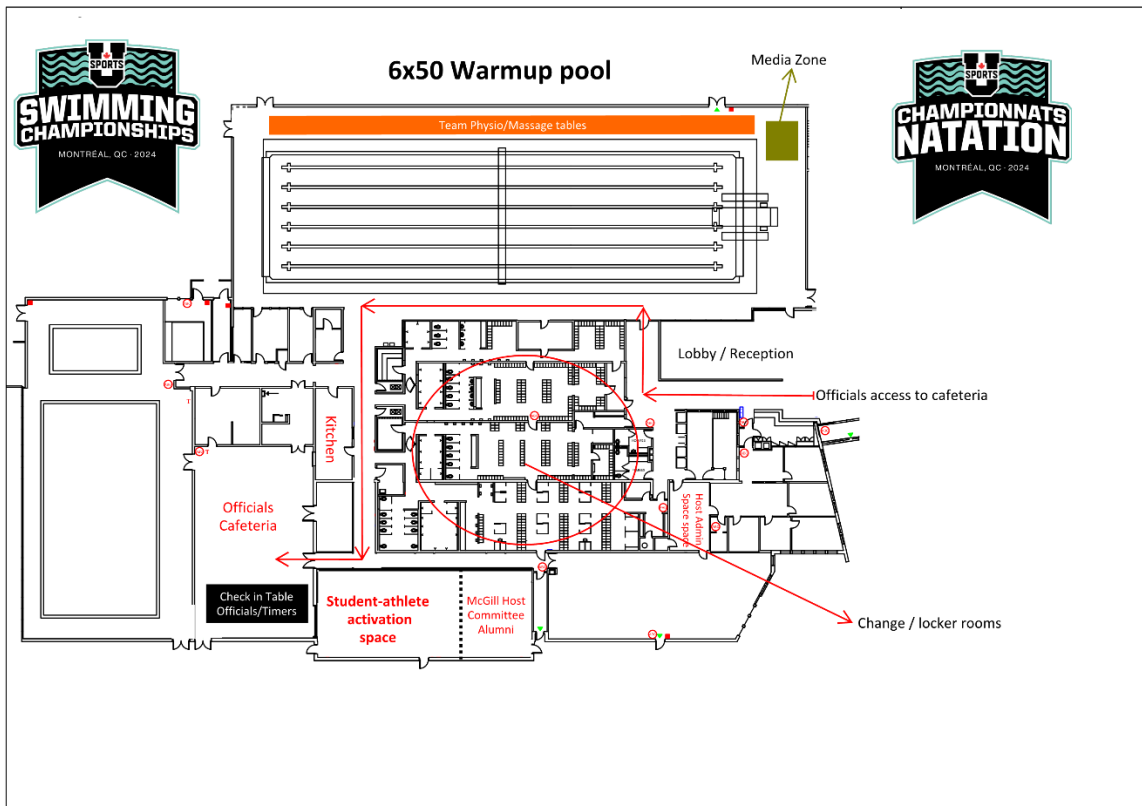 U
SPORTS
SWIMMING
CHAMPIONSHIPS
MONTRÉAL, QC · 2024
6x50 Warmup pool
Media Zone
U
SPORTS
CHAMPIONNATS
NATATION
MONTRÉAL, QC · 2024
Team Physio/Massage tables
Lobby / Reception
Officials access to cafeteria
Kitchen
Officials
Cafeteria
Host Admin
Space space
Check in Table
Officials/Timers
Student-athlete
activation
space
McGill Host
Committee
Alumni
Change / locker rooms
T
T